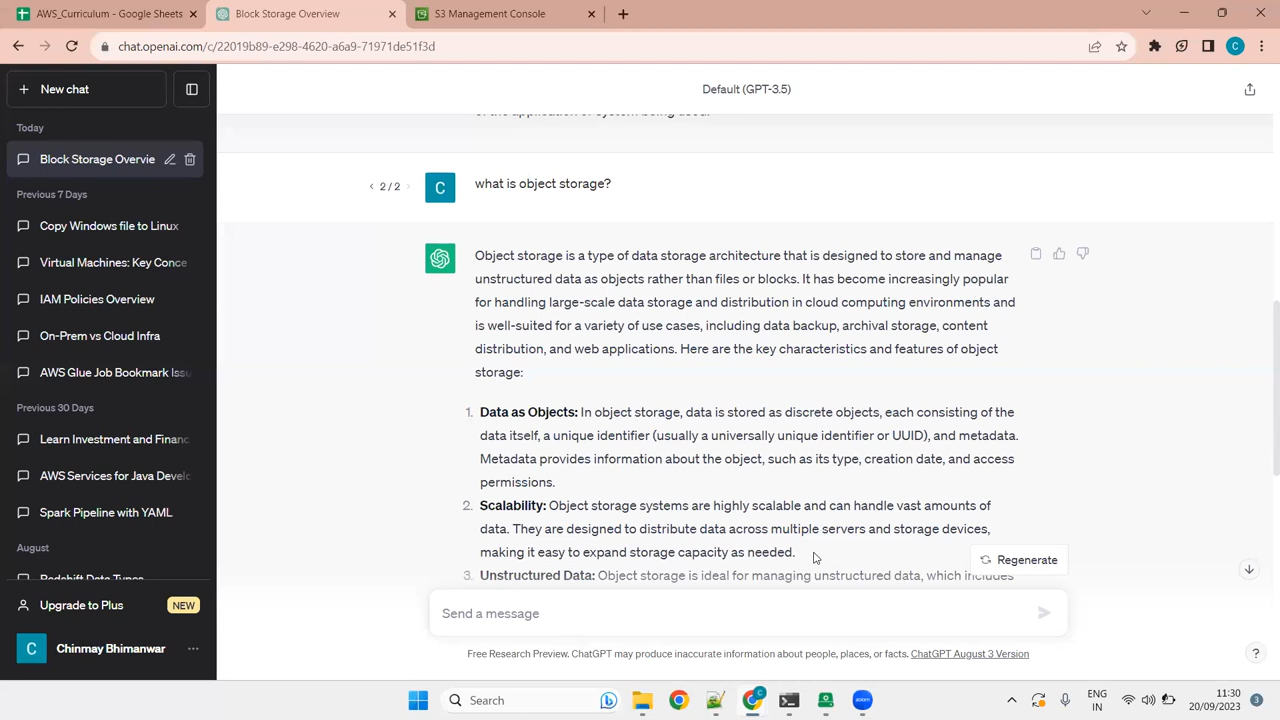 AWS_Curriculum - Google Sheets
Block Storage Overview
S3 Management Console
chat.openai.com/c/22019b89-e298-4620-a6a9-71971de51f3d
C
New chat
Today
Block Storage Overvie
Previous 7 Days
Copy Windows file to Linux
Virtual Machines: Key Conce
IAM Policies Overview
On-Prem vs Cloud Infra
AWS Glue Job Bookmark Issu
Previous 30 Days
Learn Investment and Financ
AWS Services for Java Develo
Spark Pipeline with YAML
August
Redshift Data Types
Upgrade to Plus
NEW
C
Chinmay Bhimanwar
Default (GPT-3.5)
of the application or system being used.
2 / 2
C
what is object storage?
Object storage is a type of data storage architecture that is designed to store and manage
unstructured data as objects rather than files or blocks. It has become increasingly popular
for handling large-scale data storage and distribution in cloud computing environments and
is well-suited for a variety of use cases, including data backup, archival storage, content
distribution, and web applications. Here are the key characteristics and features of object
storage:
1. Data as Objects: In object storage, data is stored as discrete objects, each consisting of the
data itself, a unique identifier (usually a universally unique identifier or UUID), and metadata.
Metadata provides information about the object, such as its type, creation date, and access
permissions.
2. Scalability: Object storage systems are highly scalable and can handle vast amounts of
data. They are designed to distribute data across multiple servers and storage devices,
making it easy to expand storage capacity as needed.
3. Unstructured Data: Object storage is ideal for managing unstructured data, which includes
Regenerate
Send a message
Free Research Preview. ChatGPT may produce inaccurate information about people, places, or facts. ChatGPT August 3 Version
?
Search
C
zoom
ENG
IN
11:30
20/09/2023
3